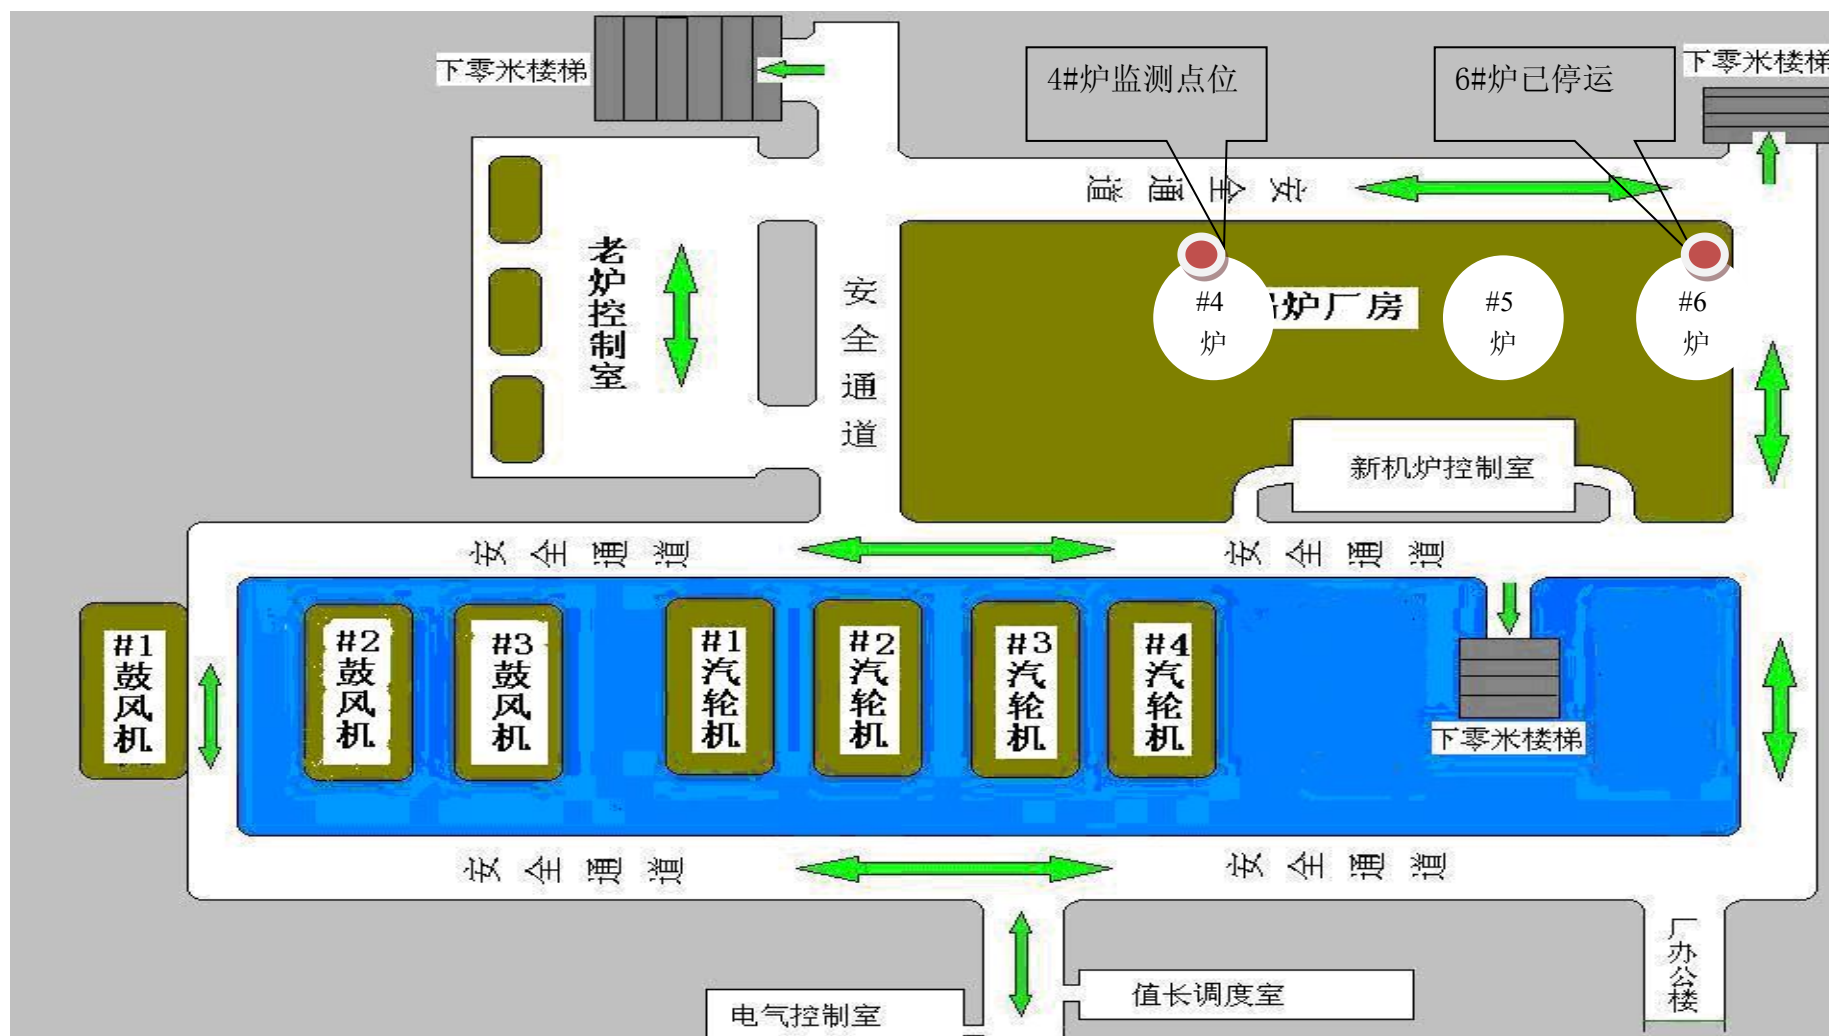 下零米楼梯
4#炉监测点位
6#炉已停运
下零米楼梯
安全通道
老炉控制室
安全通道
#4
炉
炉厂房
#5
炉
#6
炉
新机炉控制室
安全通道
安全通道
#1鼓风机
#2鼓风机
#3鼓风机
#1汽轮机
#2汽轮机
#3汽轮机
#4汽轮机
下零米楼梯
安全通道
安全通道
厂办公楼
值长调度室
电气控制室